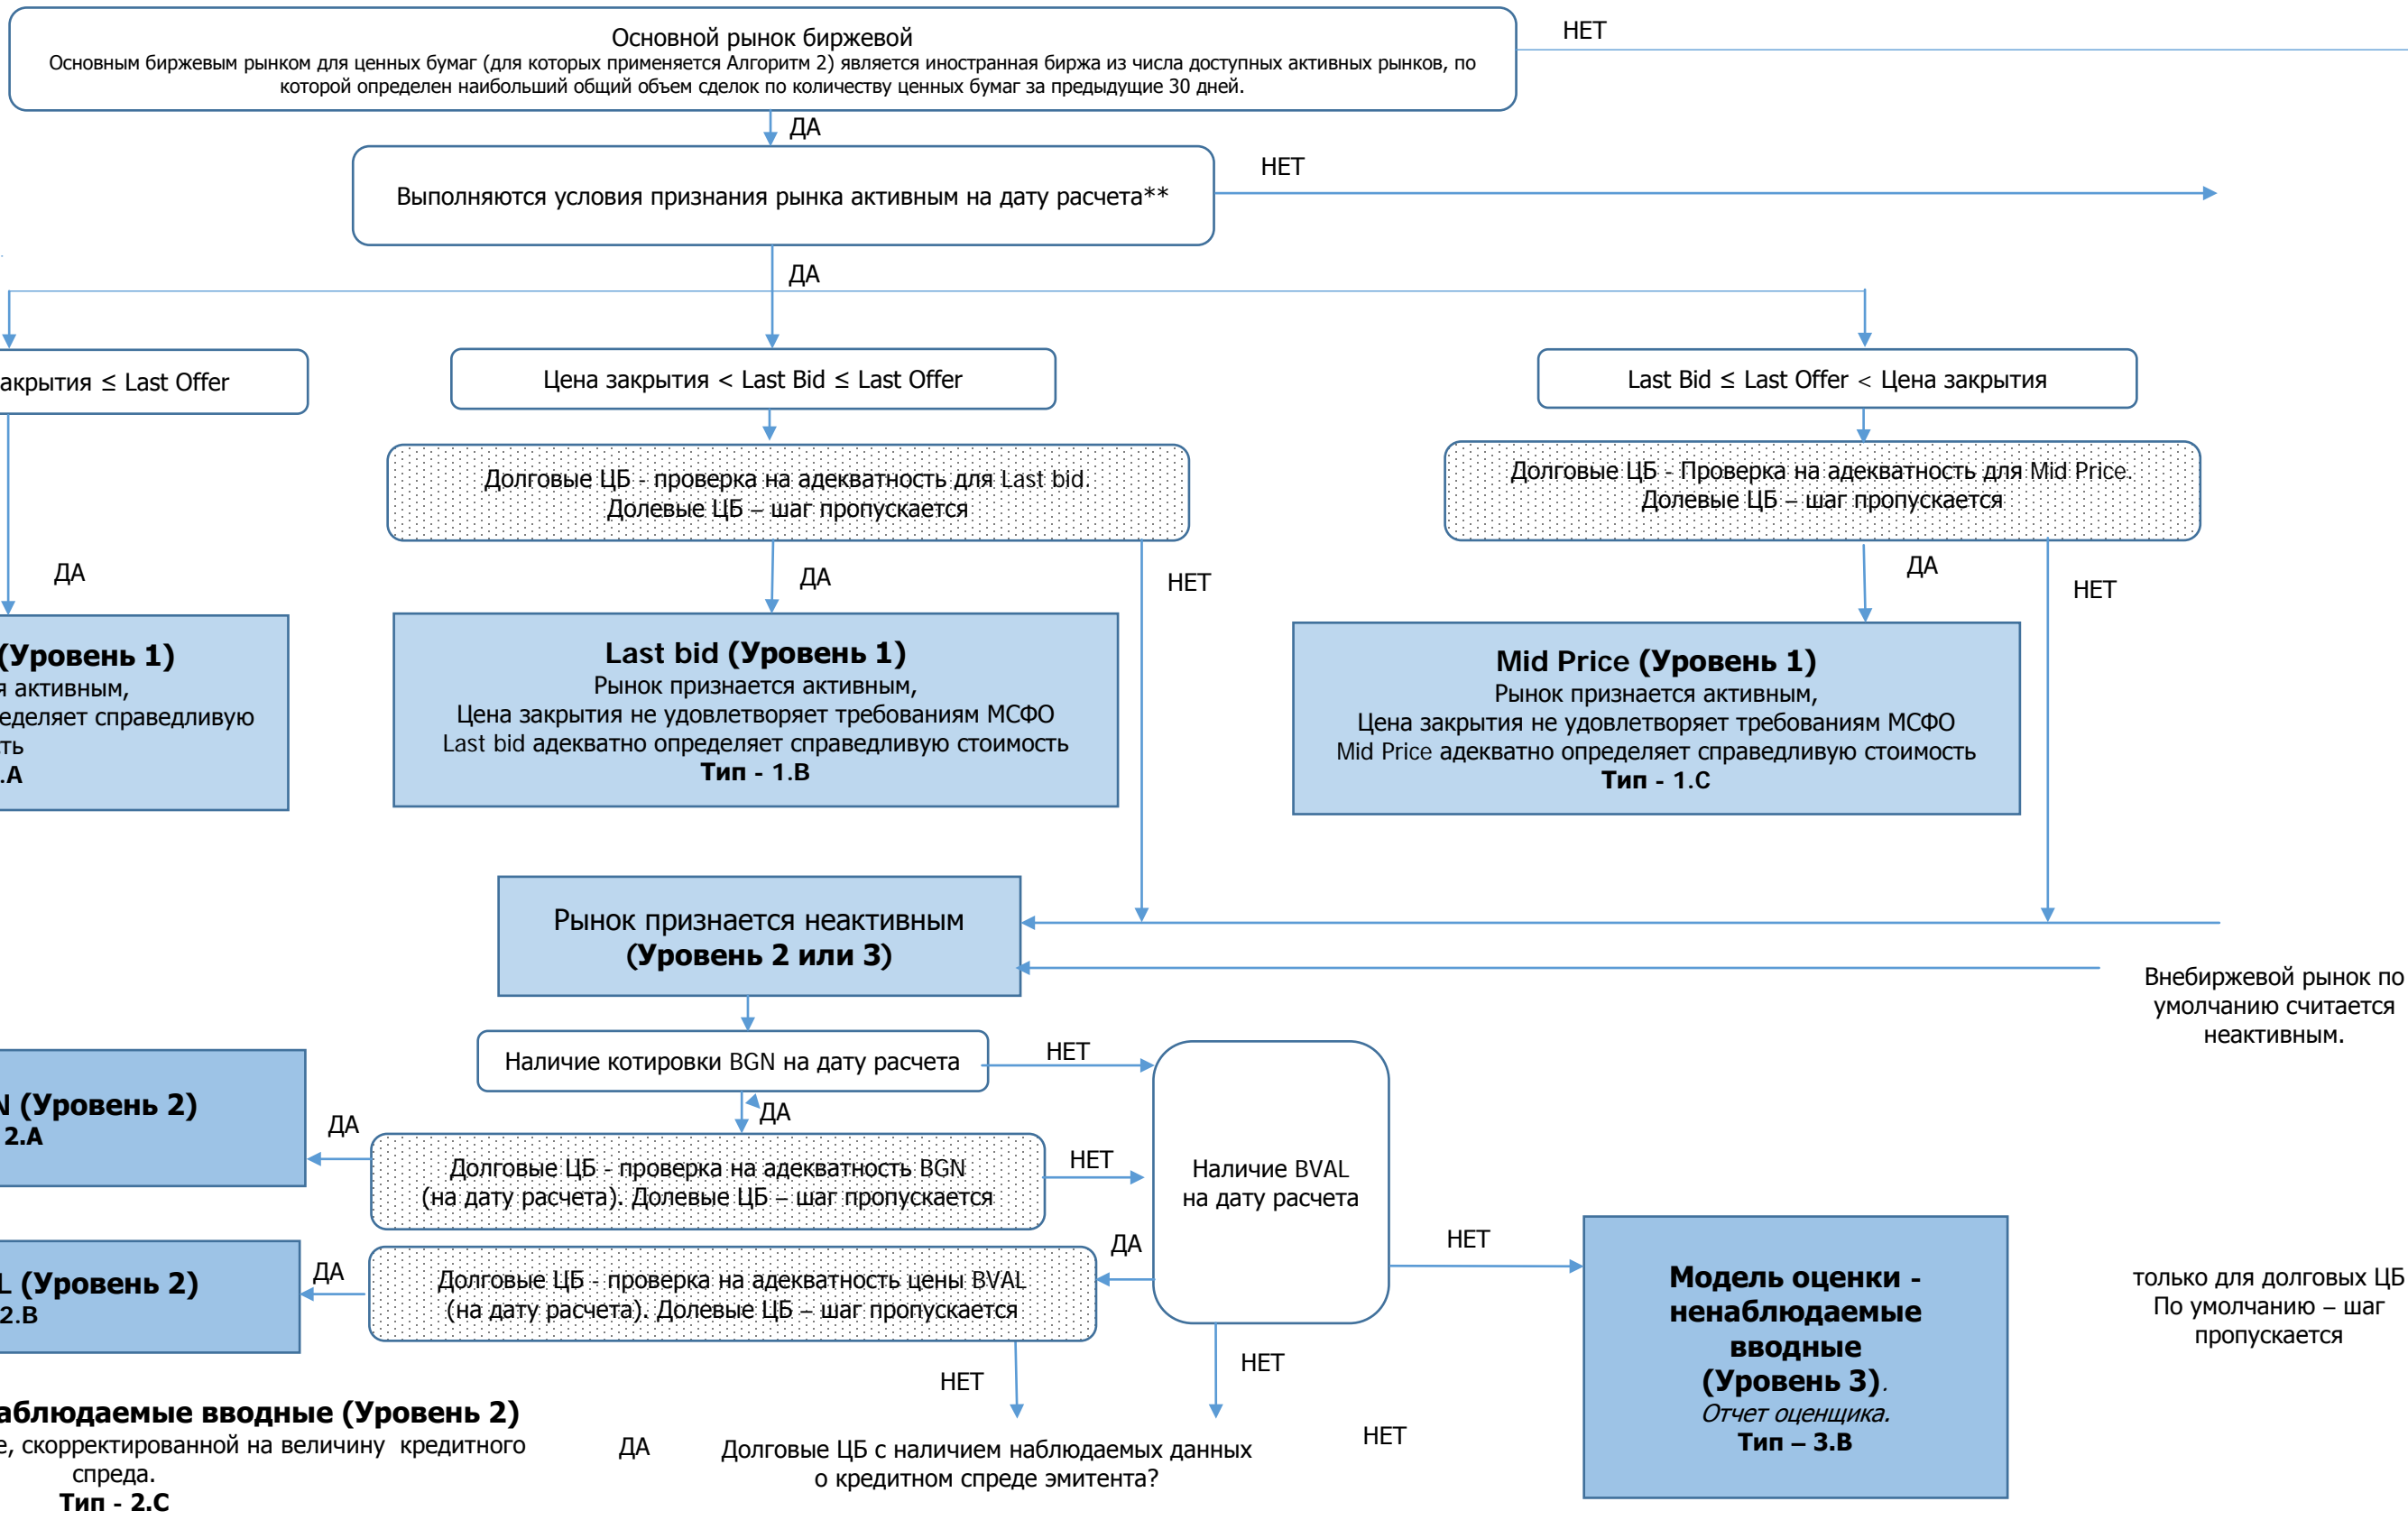 Основной рынок биржевой
Основным биржевым рынком для ценных бумаг (для которых применяется Алгоритм 2) является иностранная биржа из числа доступных активных рынков, по
которой определен наибольший общий объем сделок по количеству ценных бумаг за предыдущие 30 дней.
НЕТ
ДА
Выполняются условия признания рынка активным на дату расчета**
НЕТ
ДА
акрытия ≤ Last Offer
Цена закрытия < Last Bid ≤ Last Offer
Last Bid ≤ Last Offer < Цена закрытия
Долговые ЦБ - проверка на адекватность для Last bid.
Долевые ЦБ – шаг пропускается
Долговые ЦБ - Проверка на адекватность для Mid Price.
Долевые ЦБ – шаг пропускается
ДА
ДА
НЕТ
ДА
НЕТ
(Уровень 1)
я активным,
еделяет справедливую
ть
.А
Last bid (Уровень 1)
Рынок признается активным,
Цена закрытия не удовлетворяет требованиям МСФО
Last bid адекватно определяет справедливую стоимость
Тип - 1.В
Mid Price (Уровень 1)
Рынок признается активным,
Цена закрытия не удовлетворяет требованиям МСФО
Mid Price адекватно определяет справедливую стоимость
Тип - 1.С
Рынок признается неактивным
(Уровень 2 или 3)
Внебиржевой рынок по
умолчанию считается
неактивным.
Наличие котировки BGN на дату расчета
НЕТ
ДА
N (Уровень 2)
2.А
ДА
Долговые ЦБ - проверка на адекватность BGN
(на дату расчета). Долевые ЦБ – шаг пропускается
НЕТ
Наличие BVAL
на дату расчета
L (Уровень 2)
2.В
ДА
Долговые ЦБ - проверка на адекватность цены BVAL
(на дату расчета). Долевые ЦБ – шаг пропускается
ДА
НЕТ
Модель оценки -
ненаблюдаемые
вводные
(Уровень 3).
Отчет оценщика.
Тип – 3.В
только для долговых ЦБ
По умолчанию – шаг
пропускается
НЕТ
НЕТ
аблюдаемые вводные (Уровень 2)
е, скорректированной на величину кредитного
спреда.
Тип - 2.С
ДА
Долговые ЦБ с наличием наблюдаемых данных
о кредитном спреде эмитента?
НЕТ